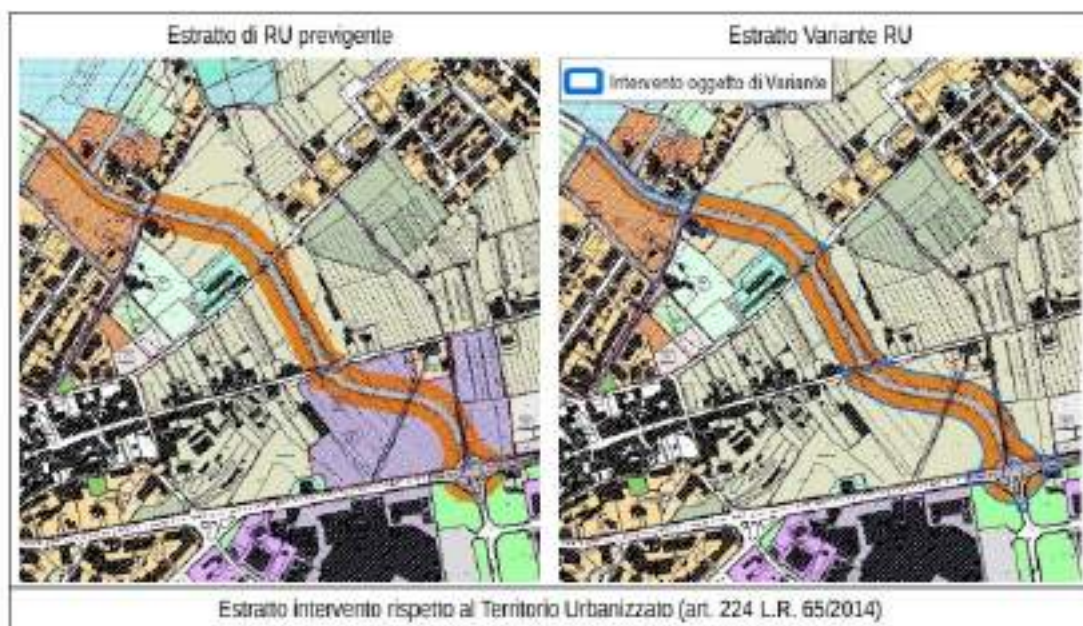 Estratto di RU previgente
Estratto Variante RU
Intervento oggetto di Variante
Estratto intervento rispetto al Territorio Urbanizzato (art. 224 L.R. 65/2014)